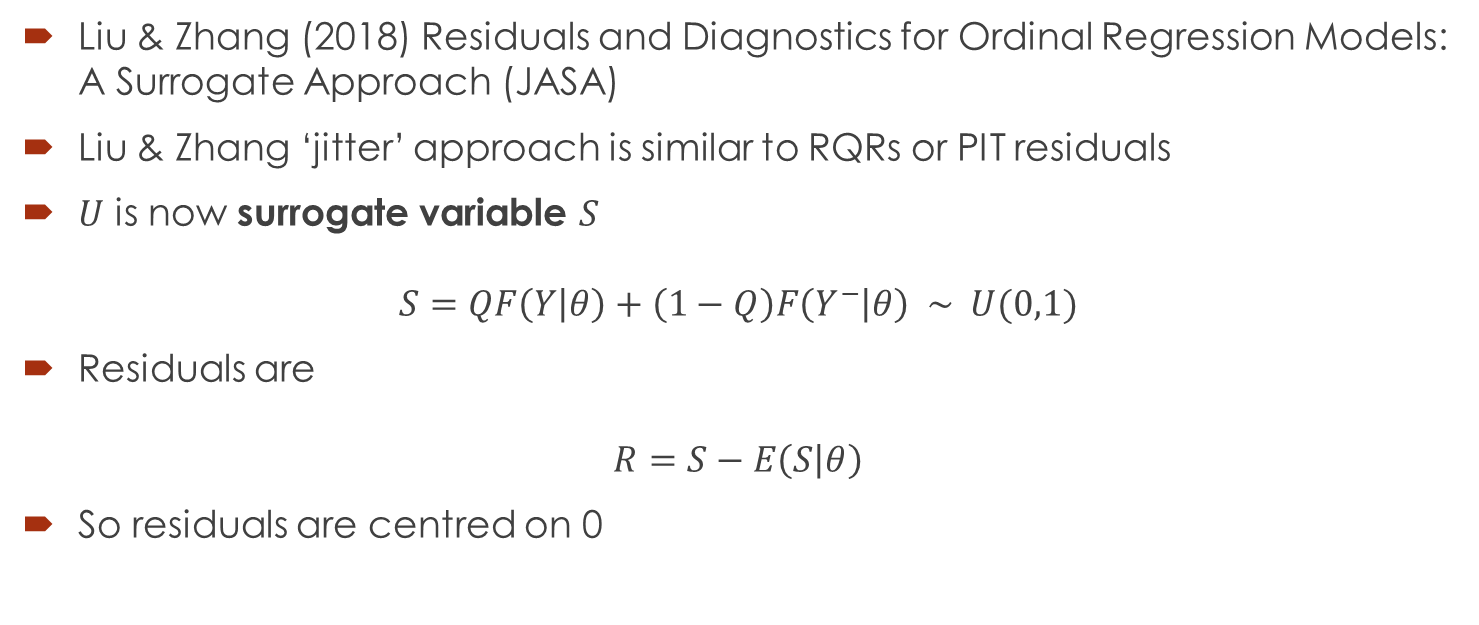 Liu & Zhang (2018) Residuals and Diagnostics for Ordinal Regression Models:
A Surrogate Approach (JASA)
Liu & Zhang ‘jitter’ approach is similar to RQRs or PIT residuals
𝑈 is now surrogate variable 𝑆
𝑆 = 𝑄𝐹(𝑌|𝜃) + (1 − 𝑄)𝐹(𝑌⁻|𝜃) ~ 𝑈(0,1)
Residuals are
𝑅 = 𝑆 − 𝐸(𝑆|𝜃)
So residuals are centred on 0